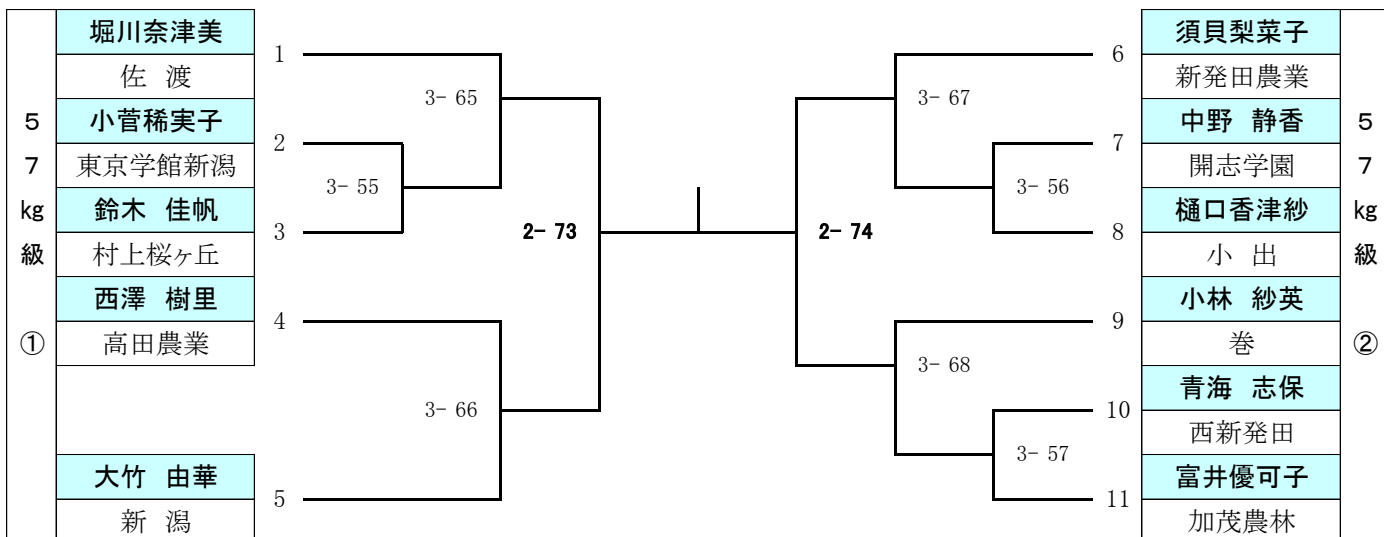 堀川奈津美
1
佐 渡
3- 65
5
小菅稀実子
2
7
東京学館新潟
3- 55
kg
鈴木 佳帆
3
2- 73
級
村上桜ヶ丘
西澤 樹里
4
①
高田農業
3- 66
大竹 由華
5
新 潟
須貝梨菜子
6
新発田農業
3- 67
中野 静香
5
7
開志学園
7
3- 56
樋口香津紗
kg
8
2- 74
小 出
級
小林 紗英
9
巻
②
3- 68
青海 志保
10
西新発田
3- 57
富井優可子
11
加茂農林